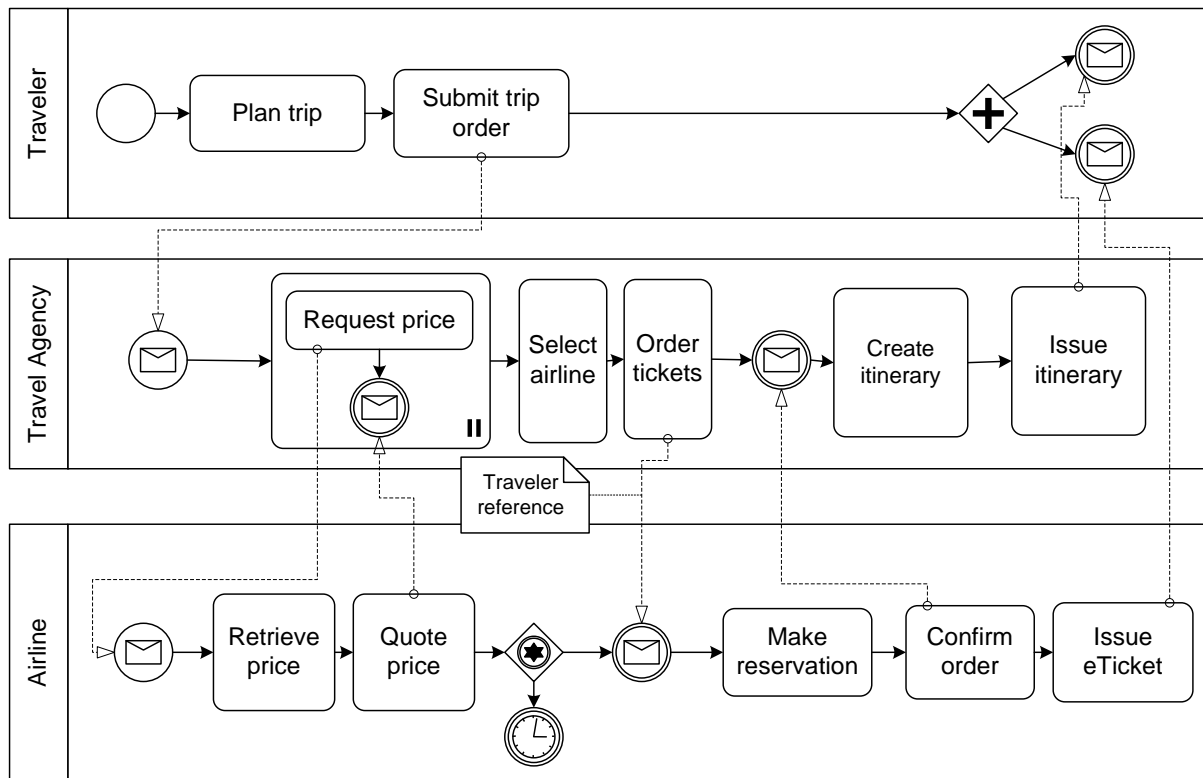 Traveler
Plan trip
Submit trip
order
Travel Agency
Request price
Select
airline
Order
tickets
Create
itinerary
Issue
itinerary
Traveler
reference
Airline
Retrieve
price
Quote
price
Make
reservation
Confirm
order
Issue
eTicket